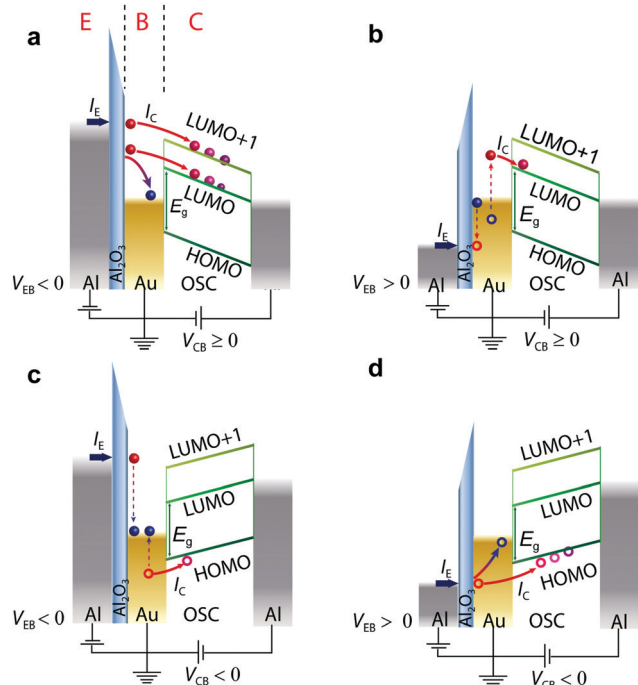 a
E B C
I_E
I_C
LUMO+1
LUMO
E_g
HOMO
Al₂O₃
V_EB < 0
Al
Au
OSC
V_CB ≥ 0
b
I_C
LUMO+1
LUMO
E_g
HOMO
I_E
Al₂O₃
V_EB > 0
Al
Au
OSC
Al
V_CB ≥ 0
c
I_E
LUMO+1
LUMO
E_g
HOMO
I_C
Al₂O₃
V_EB < 0
Al
Au
OSC
Al
V_CB < 0
d
LUMO+1
LUMO
E_g
HOMO
I_E
I_C
Al₂O₃
V_EB > 0
Al
Au
OSC
Al
V_CB < 0